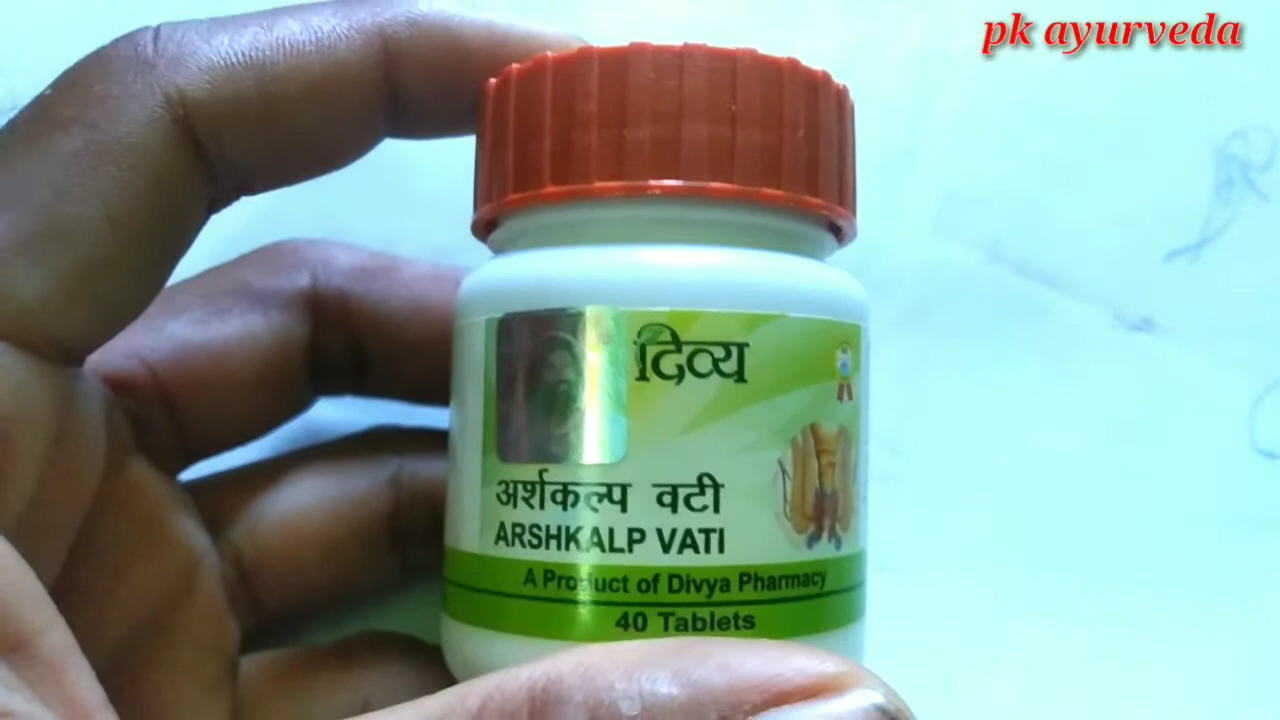 pk ayurveda
दिव्य
अर्शकल्प वटी
ARSHKALP VATI
A Product of Divya Pharmacy
40 Tablets